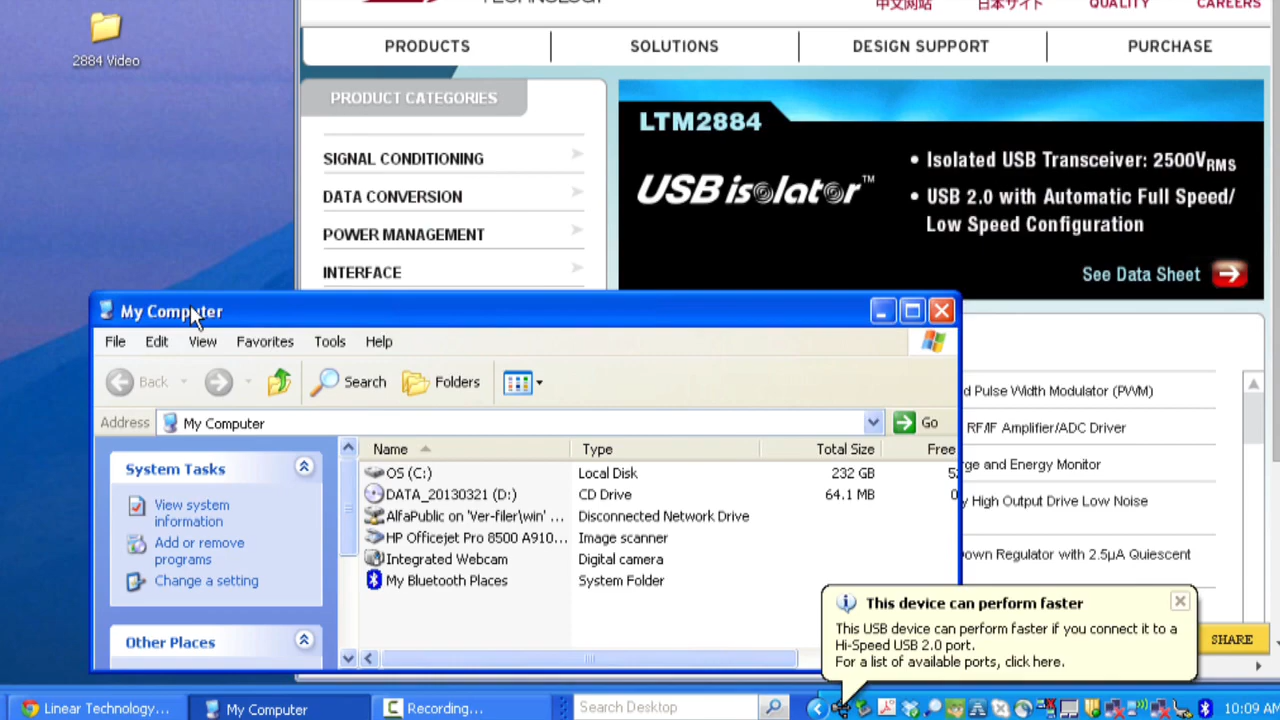 TECHNOLOGY
中文网站 日本サイト QUALITY CAREERS
2884 Video
PRODUCTS SOLUTIONS DESIGN SUPPORT PURCHASE
PRODUCT CATEGORIES
SIGNAL CONDITIONING
DATA CONVERSION
POWER MANAGEMENT
INTERFACE
LTM2884
USB isolator™
• Isolated USB Transceiver: 2500VRMS
• USB 2.0 with Automatic Full Speed/
Low Speed Configuration
See Data Sheet
My Computer
File Edit View Favorites Tools Help
Back Search Folders
Address My Computer Go
System Tasks
View system
information
Add or remove
programs
Change a setting
Other Places
Name Type Total Size Free
OS (C:) Local Disk 232 GB
DATA_20130321 (D:) CD Drive 64.1 MB 0
AlfaPublic on 'Ver-filer\win' ... Disconnected Network Drive
HP Officejet Pro 8500 A910... Image scanner
Integrated Webcam Digital camera
My Bluetooth Places System Folder
d Pulse Width Modulator (PWM)
RF/IF Amplifier/ADC Driver
rge and Energy Monitor
y High Output Drive Low Noise
own Regulator with 2.5µA Quiescent
This device can perform faster
This USB device can perform faster if you connect it to a
Hi-Speed USB 2.0 port.
For a list of available ports, click here.
SHARE
Linear Technology... My Computer Recording... Search Desktop 10:09 AM